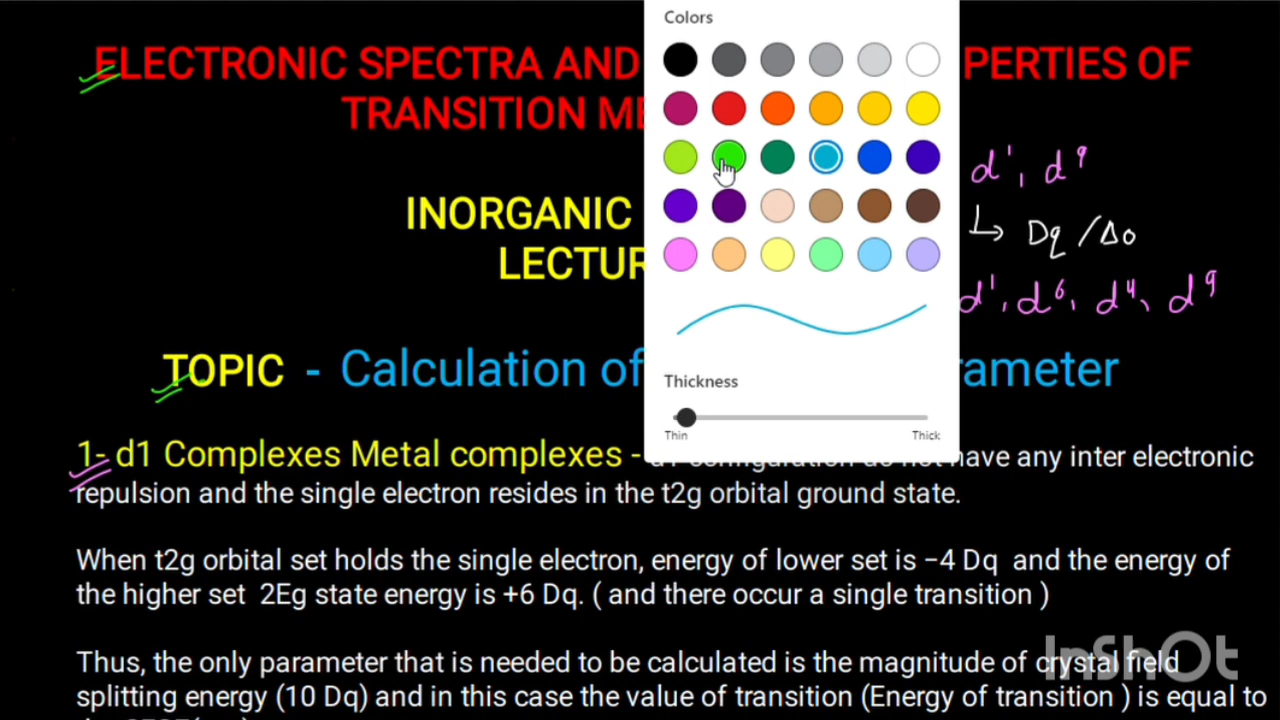 ELECTRONIC SPECTRA AND PERTIES OF
TRANSITION ME
INORGANIC
LECTUR
Colors
d¹, d⁹
↳ Dq /Δo
d¹, d⁶, d⁴, d⁹
TOPIC - Calculation of rameter
Thickness
Thin Thick
1- d1 Complexes Metal complexes - have any inter electronic
repulsion and the single electron resides in the t2g orbital ground state.
When t2g orbital set holds the single electron, energy of lower set is −4 Dq and the energy of
the higher set 2Eg state energy is +6 Dq. ( and there occur a single transition )
Thus, the only parameter that is needed to be calculated is the magnitude of crystal field
splitting energy (10 Dq) and in this case the value of transition (Energy of transition ) is equal to
InShOt